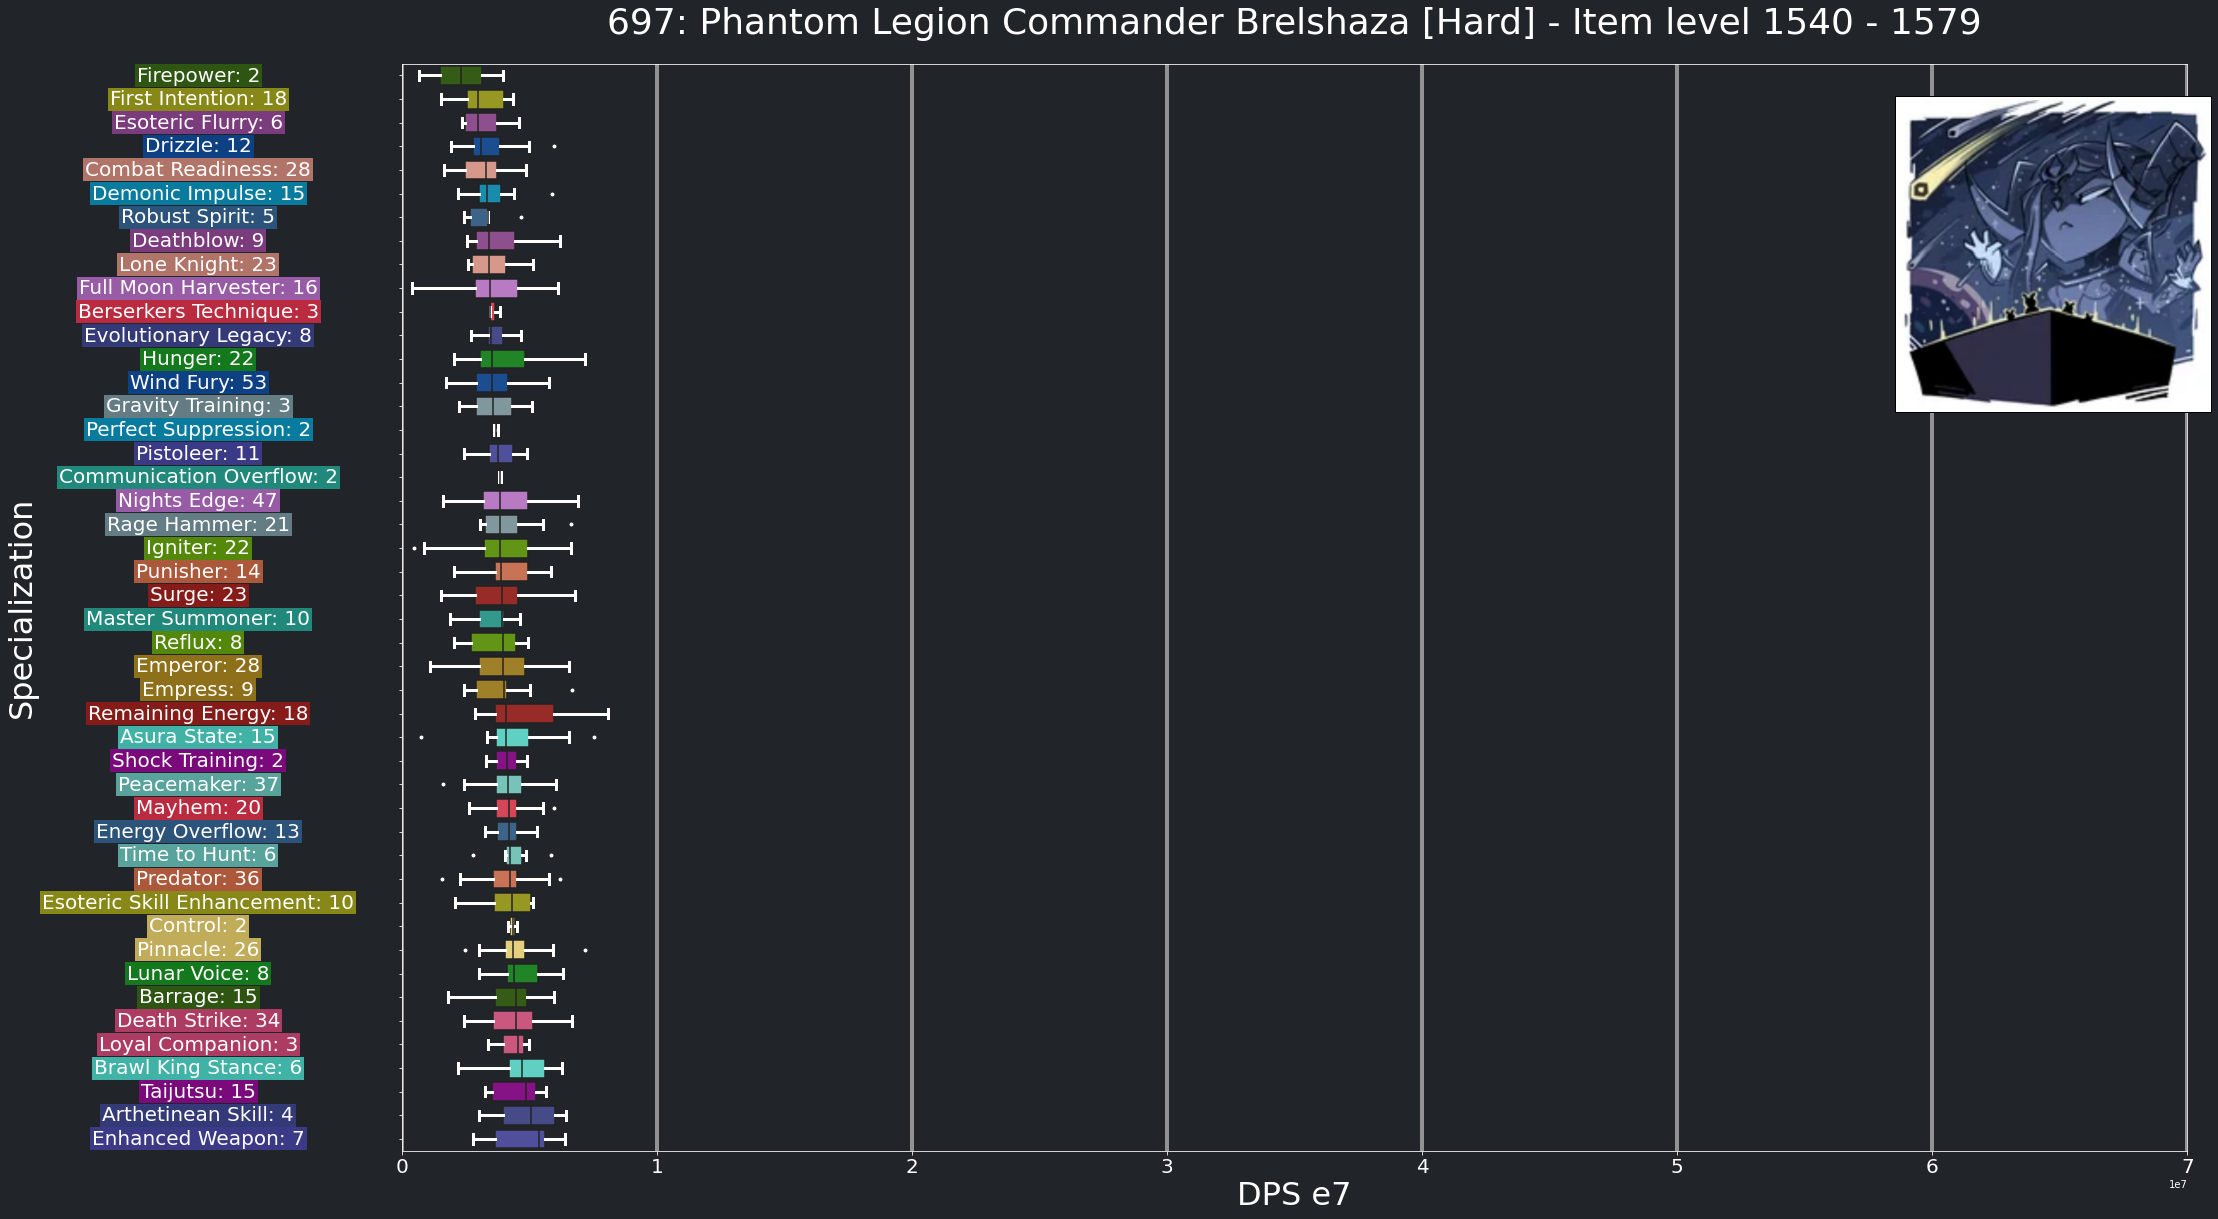 697: Phantom Legion Commander Brelshaza [Hard] - Item level 1540 - 1579
Specialization
Firepower: 2
First Intention: 18
Esoteric Flurry: 6
Drizzle: 12
Combat Readiness: 28
Demonic Impulse: 15
Robust Spirit: 5
Deathblow: 9
Lone Knight: 23
Full Moon Harvester: 16
Berserkers Technique: 3
Evolutionary Legacy: 8
Hunger: 22
Wind Fury: 53
Gravity Training: 3
Perfect Suppression: 2
Pistoleer: 11
Communication Overflow: 2
Nights Edge: 47
Rage Hammer: 21
Igniter: 22
Punisher: 14
Surge: 23
Master Summoner: 10
Reflux: 8
Emperor: 28
Empress: 9
Remaining Energy: 18
Asura State: 15
Shock Training: 2
Peacemaker: 37
Mayhem: 20
Energy Overflow: 13
Time to Hunt: 6
Predator: 36
Esoteric Skill Enhancement: 10
Control: 2
Pinnacle: 26
Lunar Voice: 8
Barrage: 15
Death Strike: 34
Loyal Companion: 3
Brawl King Stance: 6
Taijutsu: 15
Arthetinean Skill: 4
Enhanced Weapon: 7
0 1 2 3 4 5 6 7
1e7
DPS e7